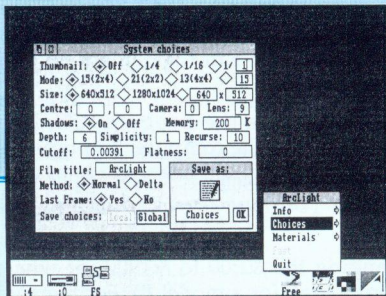 System choices
Thumbnail: Off 1/4 1/16 1/ 1
Mode: 15(2x4) 21(2x2) 13(4x4) 15
Size: 640x512 1280x1024 640 x 512
Centre: 0 , 0 Camera: 0 Lens: 9
Shadows: On Off Memory: 200 K
Depth: 6 Simplicity: 1 Recurse: 10
Cutoff: 0.00391 Flatness: 0
Film title: ArcLight
Method: Normal Delta
Last Frame: Yes No
Save choices: Local Global
Save as:
Choices OK
ArcLight
Info
Choices
Materials
Quit
:4 :0 FS
Free